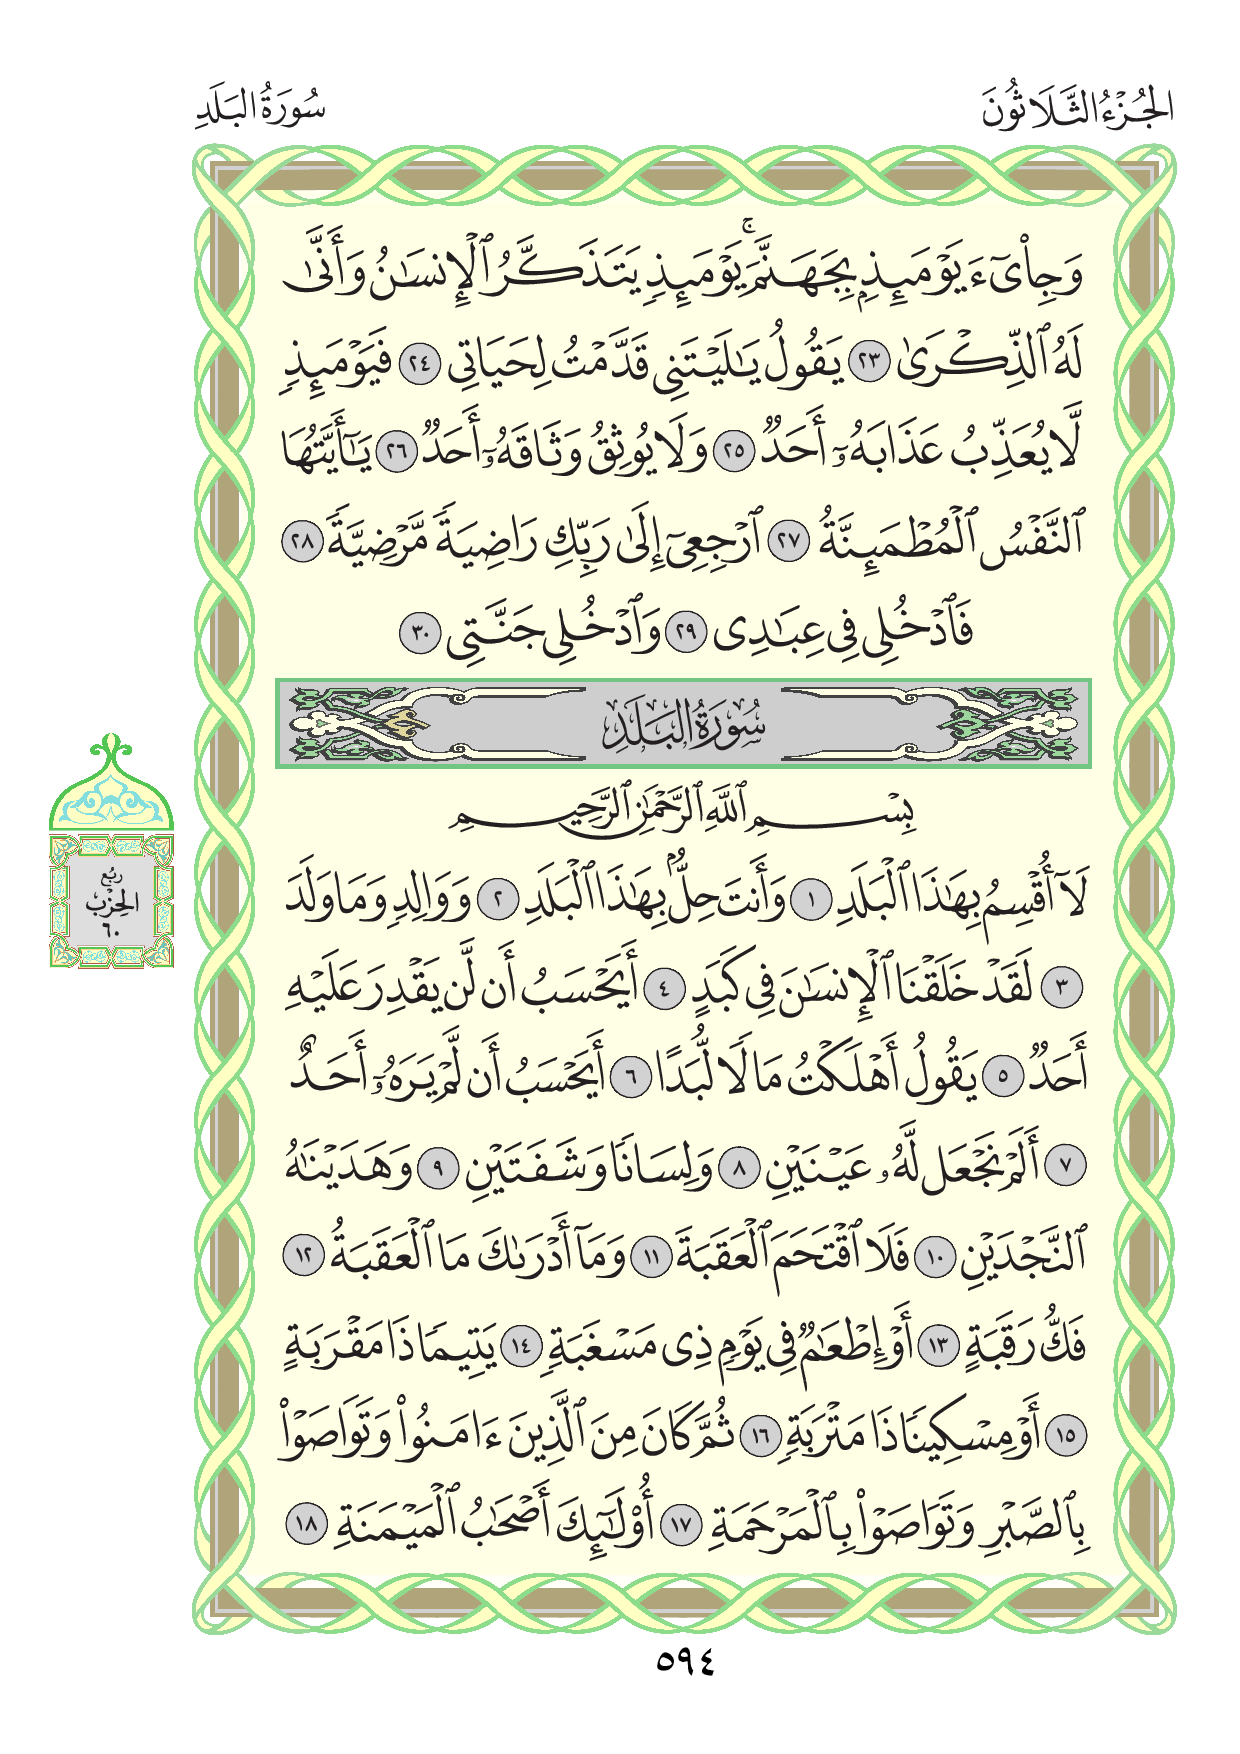 الجُزْءُ الثَّلَاثُونَ
سُورَةُ البَلَدِ
وَجِا۟ىٓءَ يَوْمَئِذِۭ بِجَهَنَّمَ ۚ يَوْمَئِذٍ يَتَذَكَّرُ ٱلْإِنسَـٰنُ وَأَنَّىٰ
لَهُ ٱلذِّكْرَىٰ ٢٣ يَقُولُ يَـٰلَيْتَنِى قَدَّمْتُ لِحَيَاتِى ٢٤ فَيَوْمَئِذٍ
لَّا يُعَذِّبُ عَذَابَهُۥٓ أَحَدٌ ٢٥ وَلَا يُوثِقُ وَثَاقَهُۥٓ أَحَدٌ ٢٦ يَـٰٓأَيَّتُهَا
ٱلنَّفْسُ ٱلْمُطْمَئِنَّةُ ٢٧ ٱرْجِعِىٓ إِلَىٰ رَبِّكِ رَاضِيَةً مَّرْضِيَّةً ٢٨
فَٱدْخُلِى فِى عِبَـٰدِى ٢٩ وَٱدْخُلِى جَنَّتِى ٣٠
سُورَةُ البَلَدِ
بِسْمِ ٱللَّهِ ٱلرَّحْمَـٰنِ ٱلرَّحِيمِ
لَآ أُقْسِمُ بِهَـٰذَا ٱلْبَلَدِ ١ وَأَنتَ حِلٌّۢ بِهَـٰذَا ٱلْبَلَدِ ٢ وَوَالِدٍ وَمَا وَلَدَ
٣ لَقَدْ خَلَقْنَا ٱلْإِنسَـٰنَ فِى كَبَدٍ ٤ أَيَحْسَبُ أَن لَّن يَقْدِرَ عَلَيْهِ
أَحَدٌ ٥ يَقُولُ أَهْلَكْتُ مَالًا لُّبَدًا ٦ أَيَحْسَبُ أَن لَّمْ يَرَهُۥٓ أَحَدٌ
٧ أَلَمْ نَجْعَل لَّهُۥ عَيْنَيْنِ ٨ وَلِسَانًا وَشَفَتَيْنِ ٩ وَهَدَيْنَـٰهُ
ٱلنَّجْدَيْنِ ١٠ فَلَا ٱقْتَحَمَ ٱلْعَقَبَةَ ١١ وَمَآ أَدْرَىٰكَ مَا ٱلْعَقَبَةُ ١٢
فَكُّ رَقَبَةٍ ١٣ أَوْ إِطْعَـٰمٌ فِى يَوْمٍ ذِى مَسْغَبَةٍ ١٤ يَتِيمًا ذَا مَقْرَبَةٍ
١٥ أَوْ مِسْكِينًا ذَا مَتْرَبَةٍ ١٦ ثُمَّ كَانَ مِنَ ٱلَّذِينَ ءَامَنُوا۟ وَتَوَاصَوْا۟
بِٱلصَّبْرِ وَتَوَاصَوْا۟ بِٱلْمَرْحَمَةِ ١٧ أُو۟لَـٰٓئِكَ أَصْحَـٰبُ ٱلْمَيْمَنَةِ ١٨
ربُع
الحِزْب
٦٠
٥٩٤